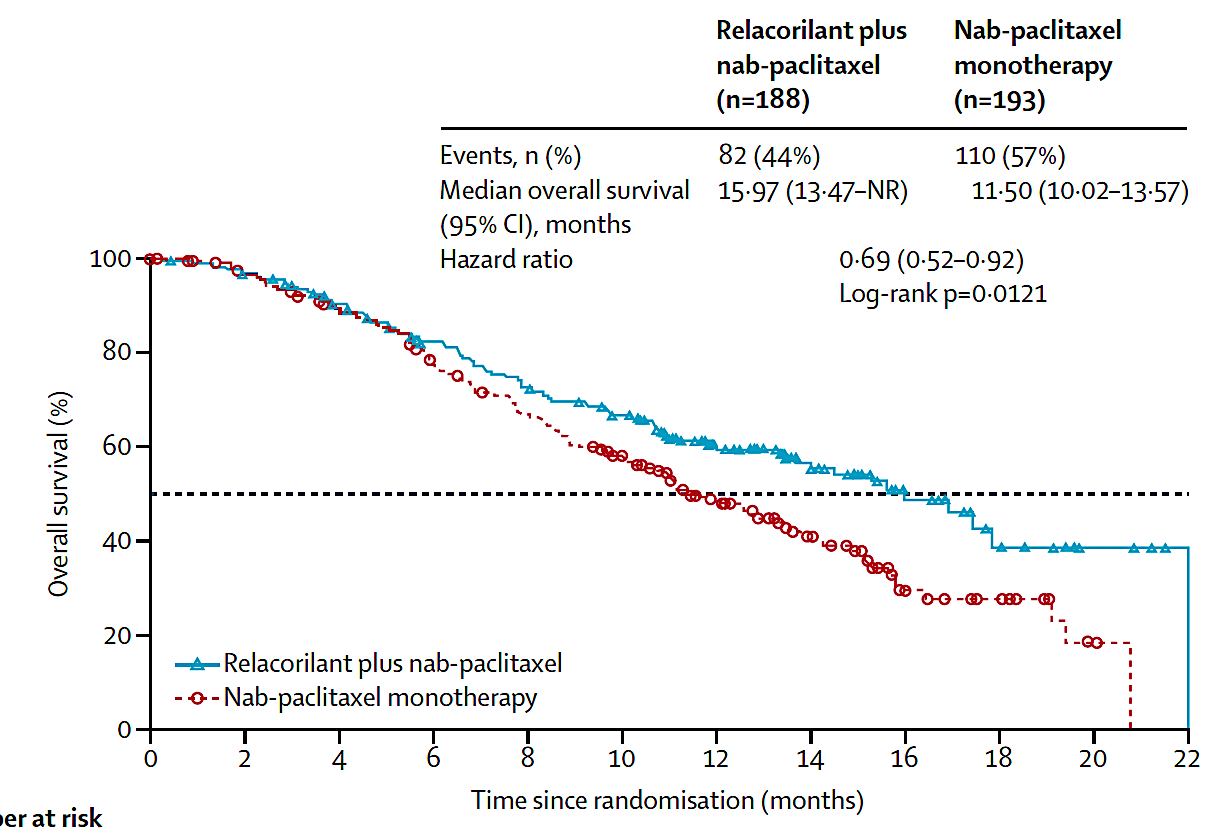 Relacorilant plus nab-paclitaxel (n=188)
Nab-paclitaxel monotherapy (n=193)
Events, n (%) 82 (44%) 110 (57%)
Median overall survival 15·97 (13·47–NR) 11·50 (10·02–13·57)
(95% CI), months
Hazard ratio 0·69 (0·52–0·92)
Log-rank p=0·0121
Overall survival (%)
100
80
60
40
20
0
Relacorilant plus nab-paclitaxel
Nab-paclitaxel monotherapy
0 2 4 6 8 10 12 14 16 18 20 22
Time since randomisation (months)
at risk